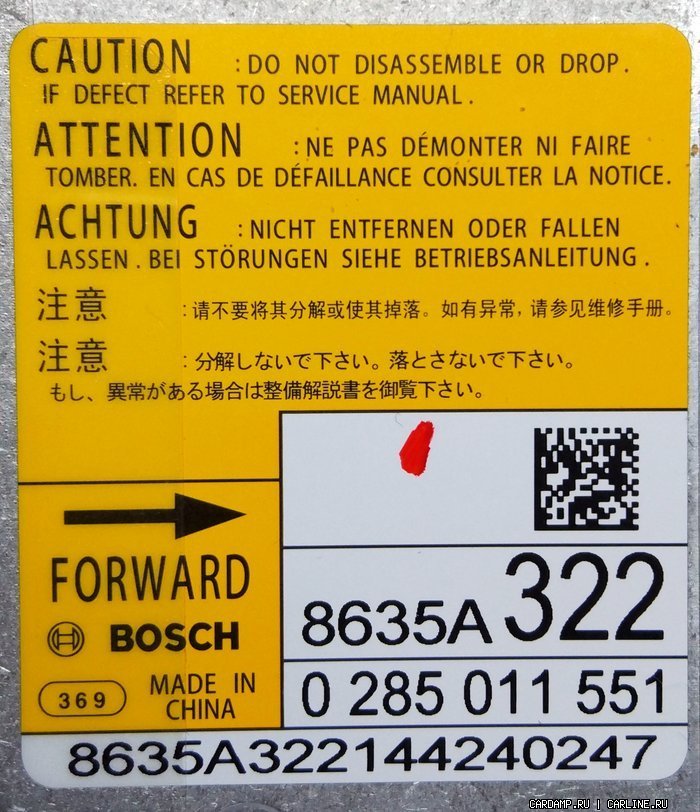 CAUTION :DO NOT DISASSEMBLE OR DROP.
IF DEFECT REFER TO SERVICE MANUAL.
ATTENTION :NE PAS DÉMONTER NI FAIRE
TOMBER. EN CAS DE DÉFAILLANCE CONSULTER LA NOTICE.
ACHTUNG :NICHT ENTFERNEN ODER FALLEN
LASSEN. BEI STÖRUNGEN SIEHE BETRIEBSANLEITUNG.
注意 :请不要将其分解或使其掉落。如有异常,请参见维修手册。
注意 :分解しないで下さい。落とさないで下さい。
もし、異常がある場合は整備解説書を御覧下さい。
FORWARD
BOSCH
369 MADE IN
CHINA
8635A322
0 285 011 551
8635A322144240247
CARDAMP.RU | CARLINE.RU